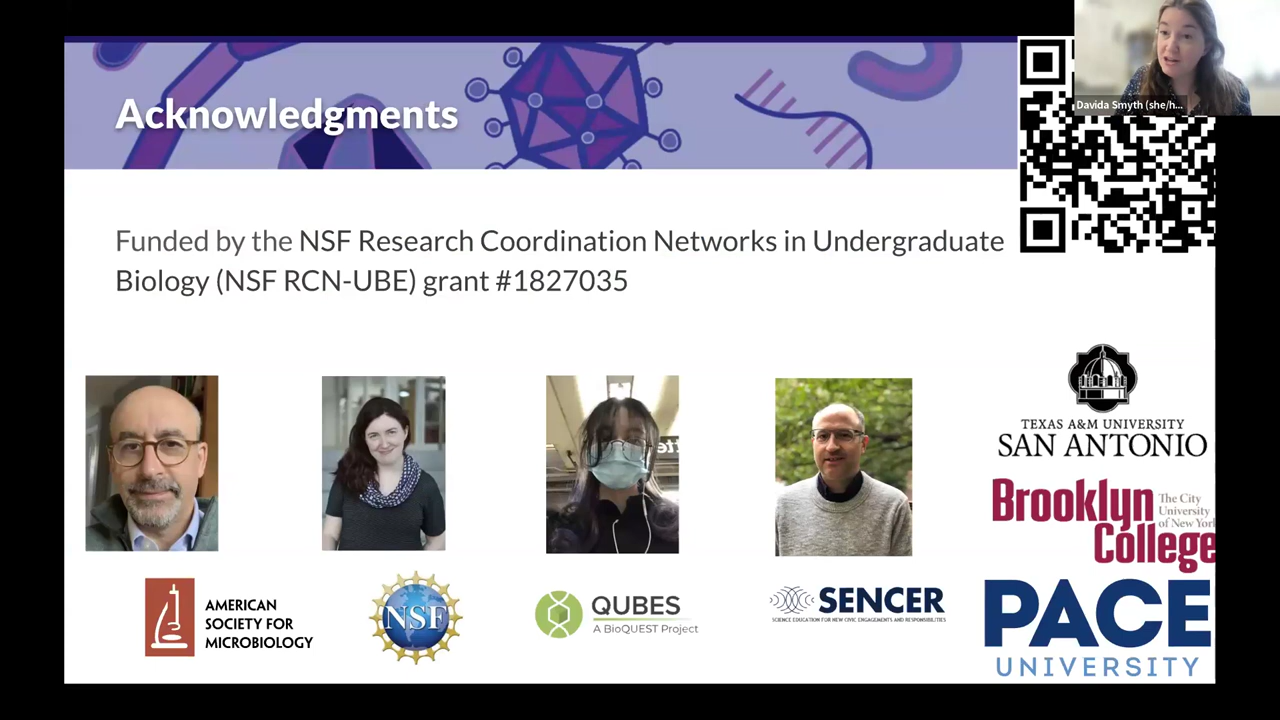 Davida Smyth (she/h...
Acknowledgments
Funded by the NSF Research Coordination Networks in Undergraduate
Biology (NSF RCN-UBE) grant #1827035
TEXAS A&M UNIVERSITY
SAN ANTONIO
Brooklyn
College
The City
University
of New York
AMERICAN
SOCIETY FOR
MICROBIOLOGY
NSF
QUBES
A BioQUEST Project
SENCER
SCIENCE EDUCATION FOR NEW CIVIC ENGAGEMENTS AND RESPONSIBILITIES
PACE
UNIVERSITY